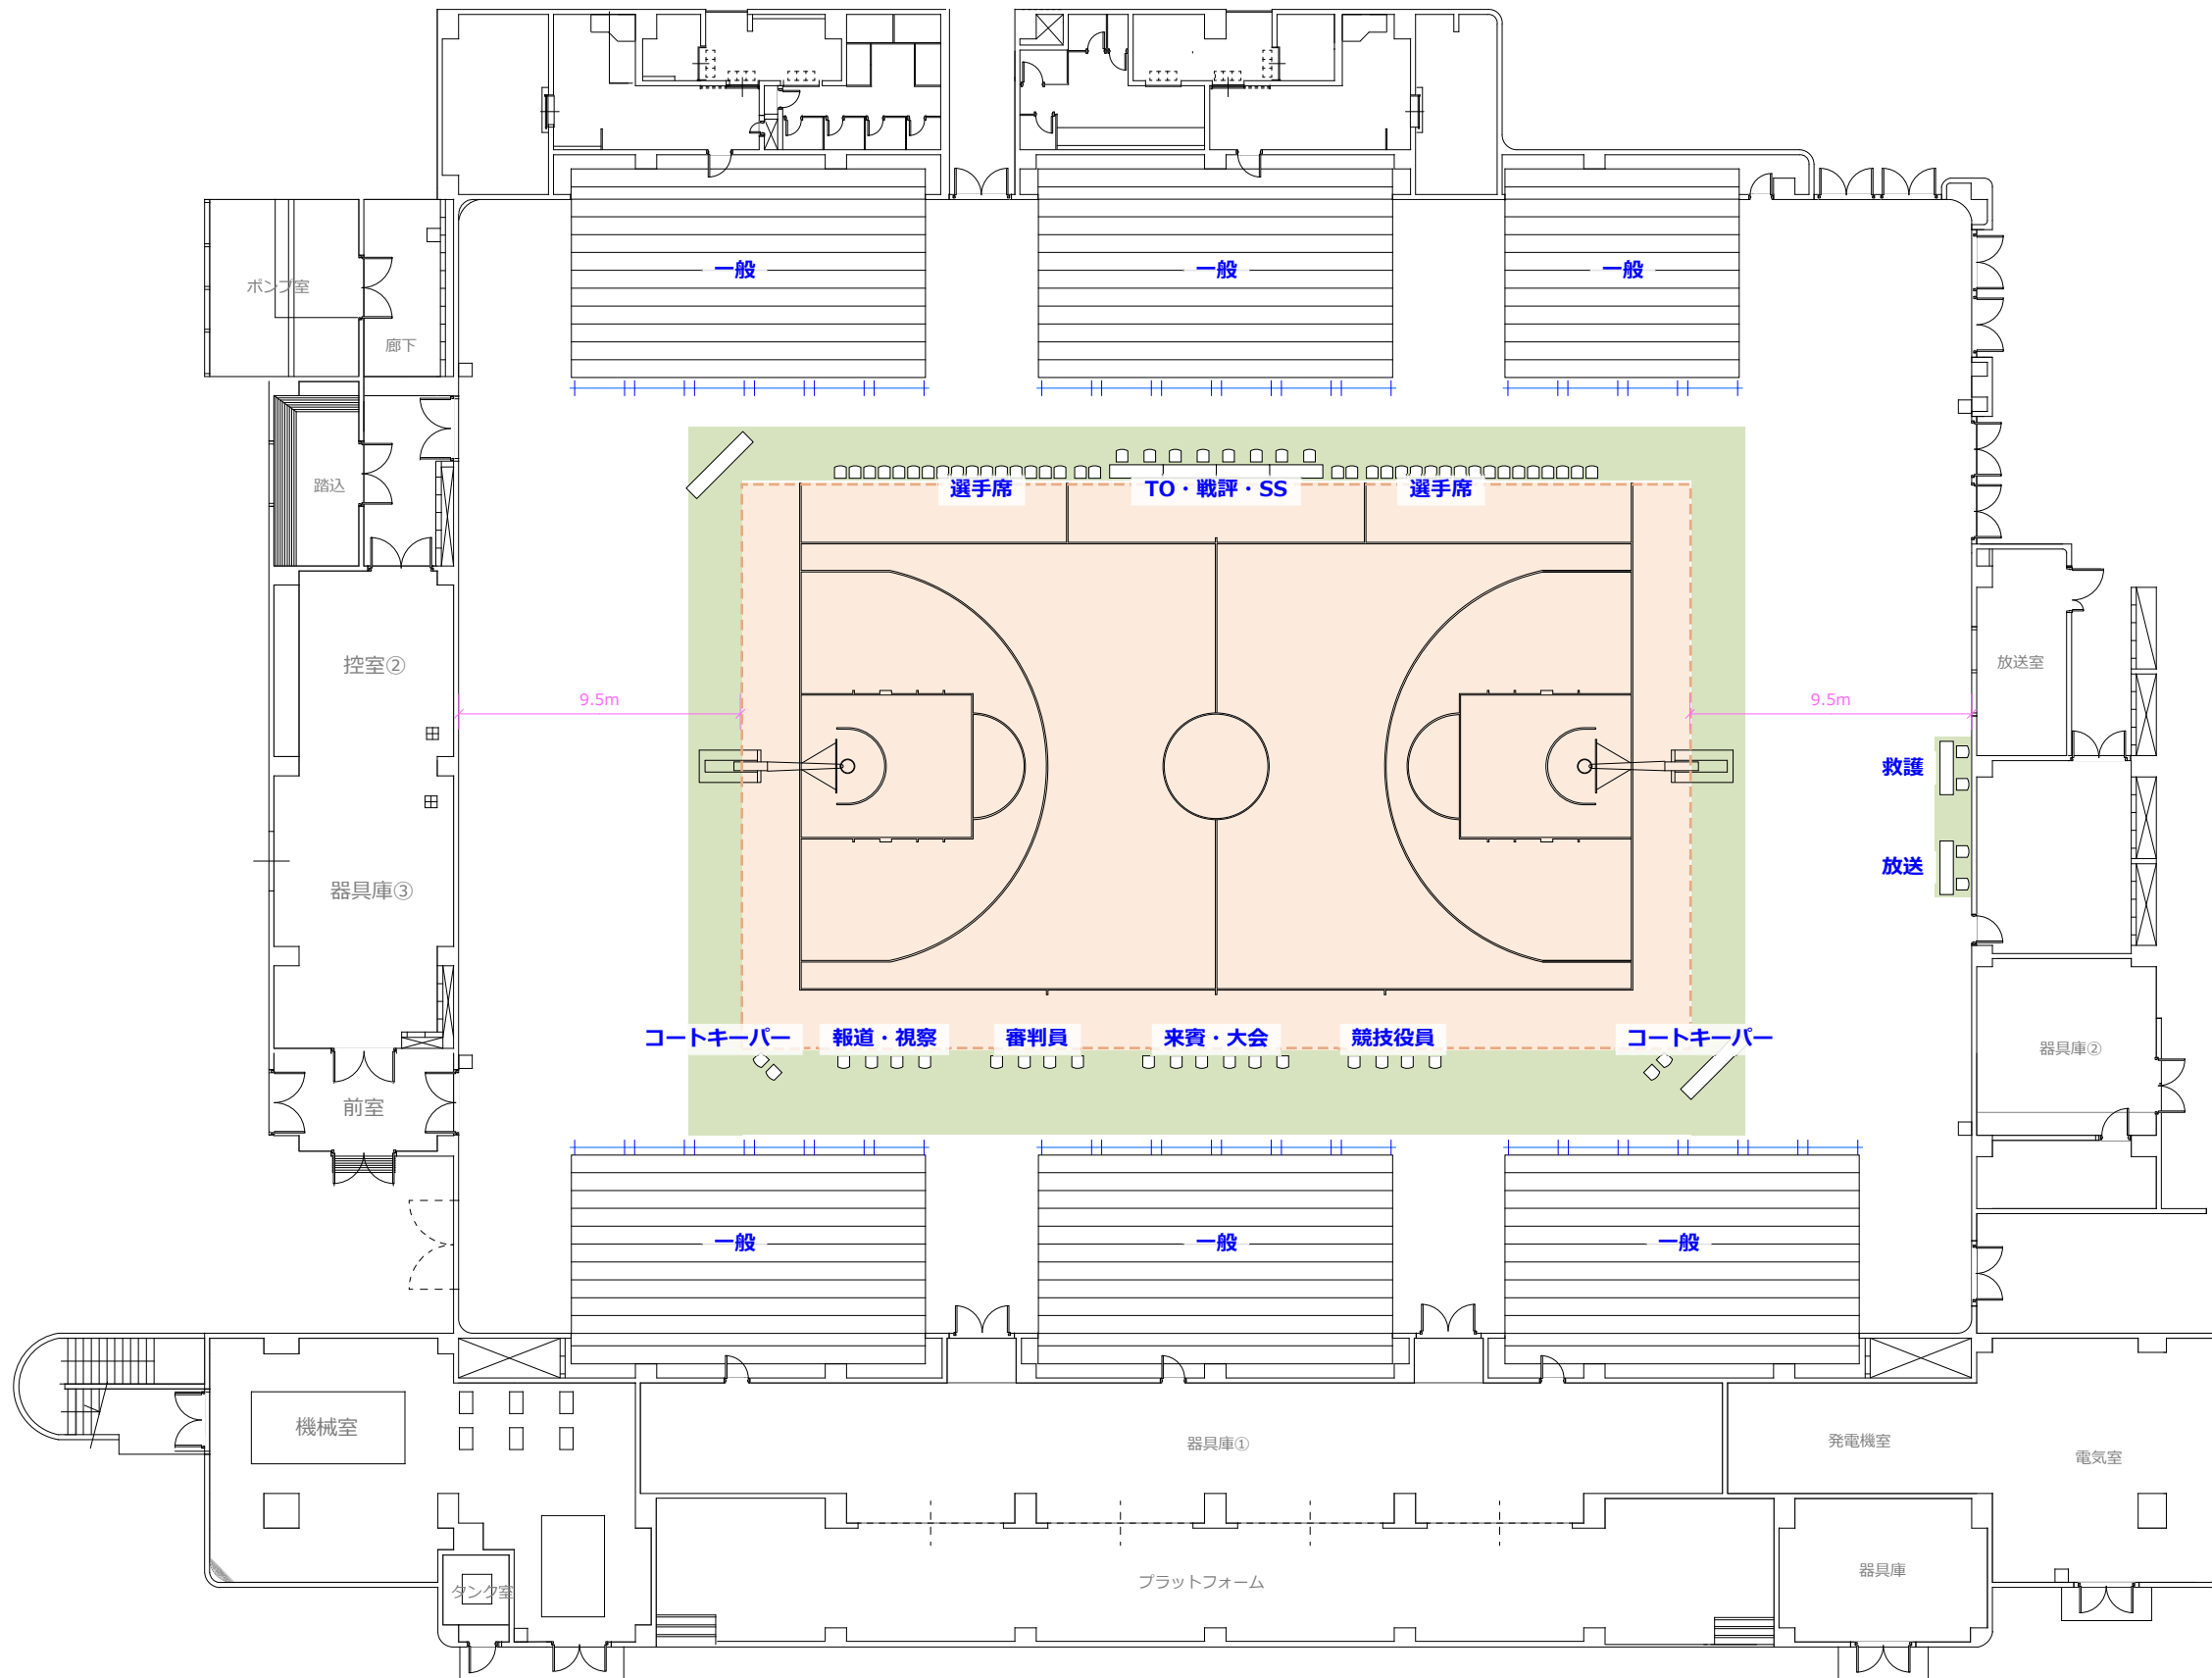 一般
一般
一般
ポンプ室
廊下
踏込
選手席
TO・戦評・SS
選手席
控室②
放送室
9.5m
9.5m
救護
放送
器具庫③
コートキーパー
報道・視察
審判員
来賓・大会
競技役員
コートキーパー
器具庫②
前室
一般
一般
一般
機械室
器具庫①
発電機室
電気室
タンク室
プラットフォーム
器具庫